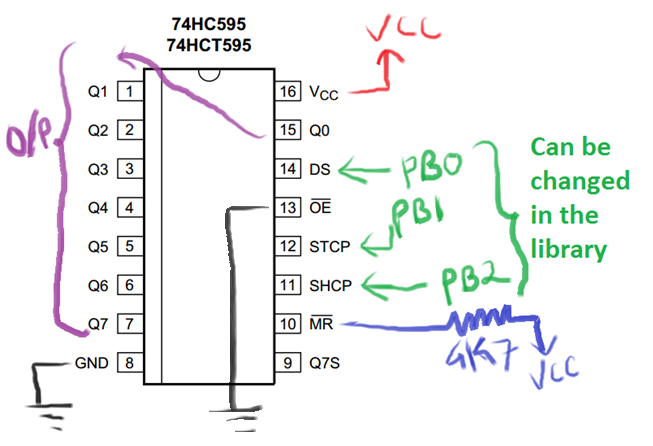 74HC595
74HCT595
VCC
Q1 1 16 VCC
Q2 2 15 Q0
O/P
Q3 3 14 DS PB0
Q4 4 13 OE PB1
Q5 5 12 STCP
Q6 6 11 SHCP PB2
Q7 7 10 MR
4K7
VCC
GND 8 9 Q7S
Can be
changed
in the
library